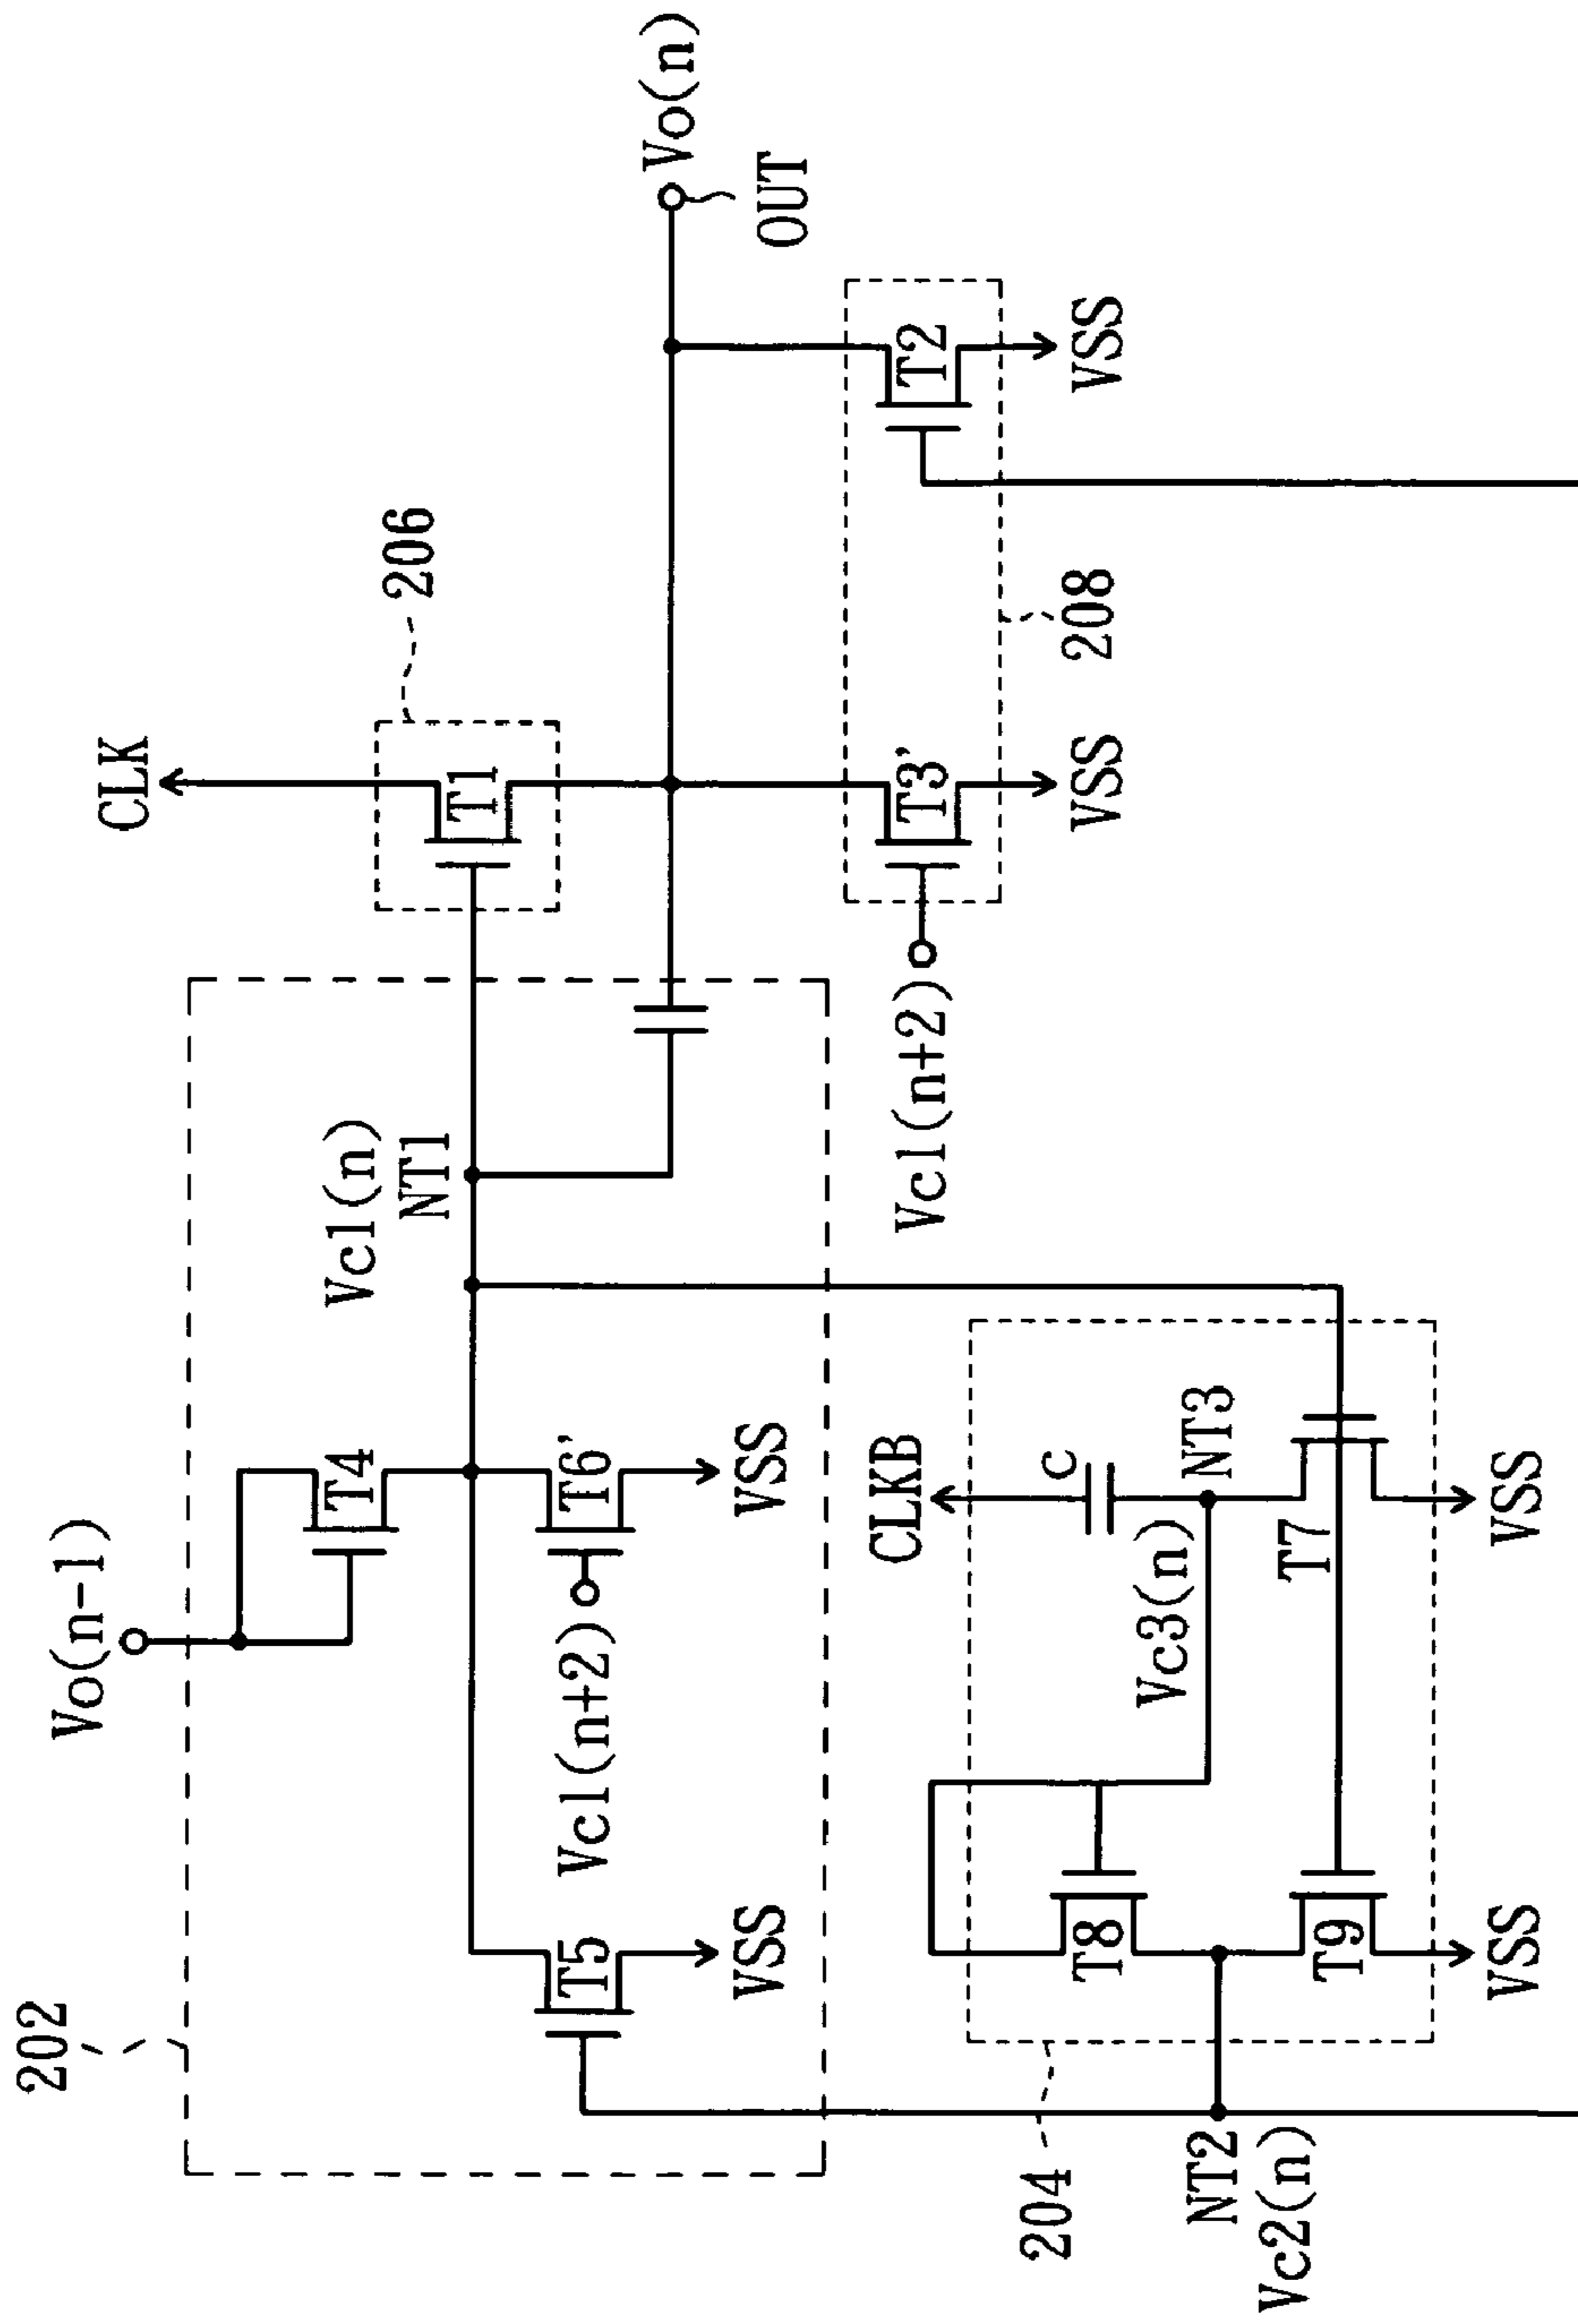 202
Vo(n-1)
T4
Vc1(n)
NT1
T5
VSS
Vc1(n+2)
T6'
VSS
CLK
T1
206
Vo(n)
OUT
Vc1(n+2)
T3'
VSS
208
T2
VSS
204
NT2
Vc2(n)
T8
T9
VSS
Vc3(n)
CLKB
C
NT3
T7
VSS